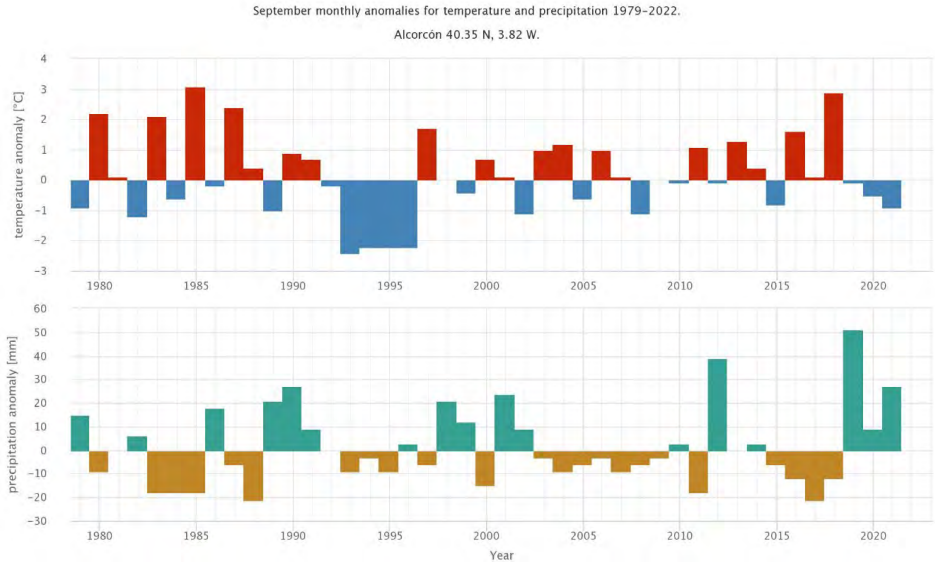 September monthly anomalies for temperature and precipitation 1979–2022.
Alcorcón 40.35 N, 3.82 W.
temperature anomaly [°C]
4
3
2
1
0
−1
−2
−3
1980 1985 1990 1995 2000 2005 2010 2015 2020
precipitation anomaly [mm]
60
50
40
30
20
10
0
−10
−20
−30
1980 1985 1990 1995 2000 2005 2010 2015 2020
Year